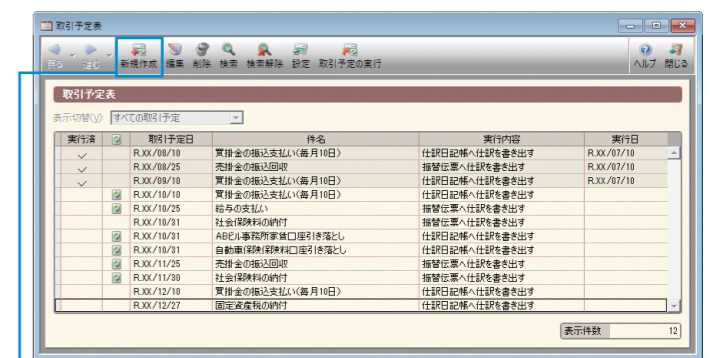 取引予定表
戻る 進む 新規作成 編集 削除 検索 検索解除 設定 取引予定の実行 ヘルプ 閉じる
取引予定表
表示切替(V): すべての取引予定
実行済 取引予定日 件名 実行内容 実行日
R.XX/08/10 買掛金の振込支払い(毎月10日) 仕訳日記帳へ仕訳を書き出す R.XX/07/10
R.XX/08/25 売掛金の振込回収 振替伝票へ仕訳を書き出す R.XX/07/10
R.XX/09/10 買掛金の振込支払い(毎月10日) 仕訳日記帳へ仕訳を書き出す R.XX/07/10
R.XX/10/10 買掛金の振込支払い(毎月10日) 仕訳日記帳へ仕訳を書き出す
R.XX/10/25 給与の支払い 振替伝票へ仕訳を書き出す
R.XX/10/31 社会保険料の納付 振替伝票へ仕訳を書き出す
R.XX/10/31 ABビル事務所家賃口座引き落とし 仕訳日記帳へ仕訳を書き出す
R.XX/10/31 自動車保険保険料口座引き落とし 仕訳日記帳へ仕訳を書き出す
R.XX/11/25 売掛金の振込回収 振替伝票へ仕訳を書き出す
R.XX/11/30 社会保険料の納付 振替伝票へ仕訳を書き出す
R.XX/12/10 買掛金の振込支払い(毎月10日) 仕訳日記帳へ仕訳を書き出す
R.XX/12/27 固定資産税の納付 仕訳日記帳へ仕訳を書き出す
表示件数 12